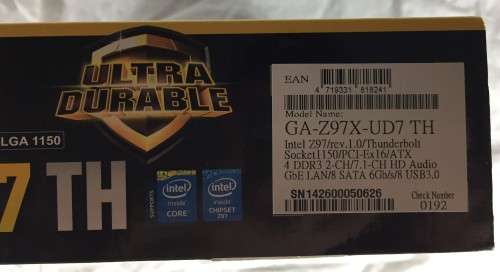 ULTRA
DURABLE
LGA 1150
7 TH
SUPPORTS
intel
inside
CORE
intel
inside
CHIPSET
Z97
EAN
4 719331 818241
Model Name:
GA-Z97X-UD7 TH
Intel Z97/rev.1.0/Thunderbolt
Socket1150/PCI-Ex16/ATX
4 DDR3 2-CH/7.1-CH HD Audio
GbE LAN/8 SATA 6Gb/s/8 USB3.0
SN142600050626
Check Number
0192